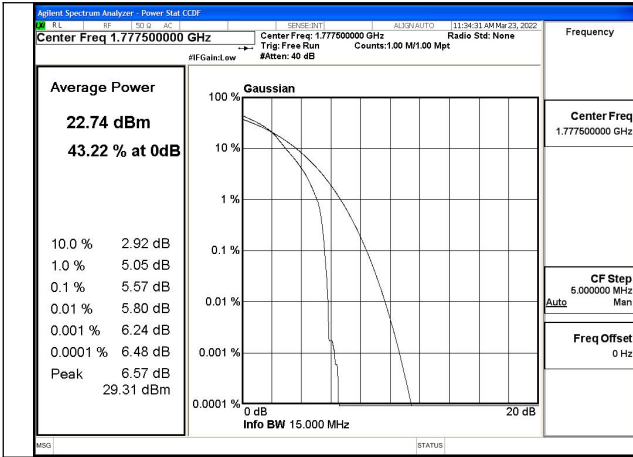 Agilent Spectrum Analyzer - Power Stat CCDF
LXI RL RF 50 Ω AC SENSE:INT ALIGN AUTO 11:34:31 AM Mar 23, 2022
Center Freq 1.777500000 GHz
Center Freq: 1.777500000 GHz Radio Std: None
Trig: Free Run Counts:1.00 M/1.00 Mpt
#IFGain:Low #Atten: 40 dB
Frequency
Average Power
22.74 dBm
43.22 % at 0dB
10.0 % 2.92 dB
1.0 % 5.05 dB
0.1 % 5.57 dB
0.01 % 5.80 dB
0.001 % 6.24 dB
0.0001 % 6.48 dB
Peak 6.57 dB
29.31 dBm
Gaussian
100 %
10 %
1 %
0.1 %
0.01 %
0.001 %
0.0001 %
0 dB 20 dB
Info BW 15.000 MHz
Center Freq
1.777500000 GHz
CF Step
5.000000 MHz
Auto Man
Freq Offset
0 Hz
MSG STATUS